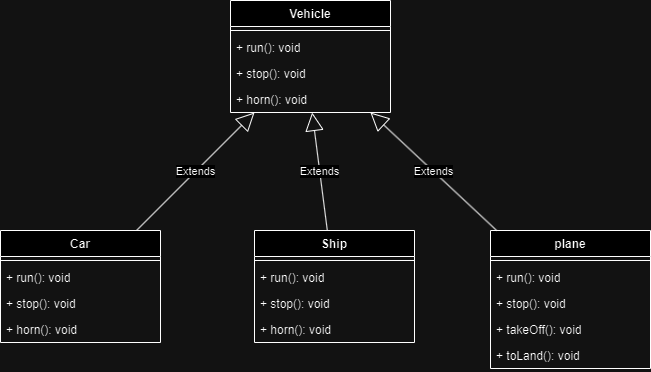 Vehicle
+ run(): void
+ stop(): void
+ horn(): void
Extends
Extends
Extends
Car
+ run(): void
+ stop(): void
+ horn(): void
Ship
+ run(): void
+ stop(): void
+ horn(): void
plane
+ run(): void
+ stop(): void
+ takeOff(): void
+ toLand(): void